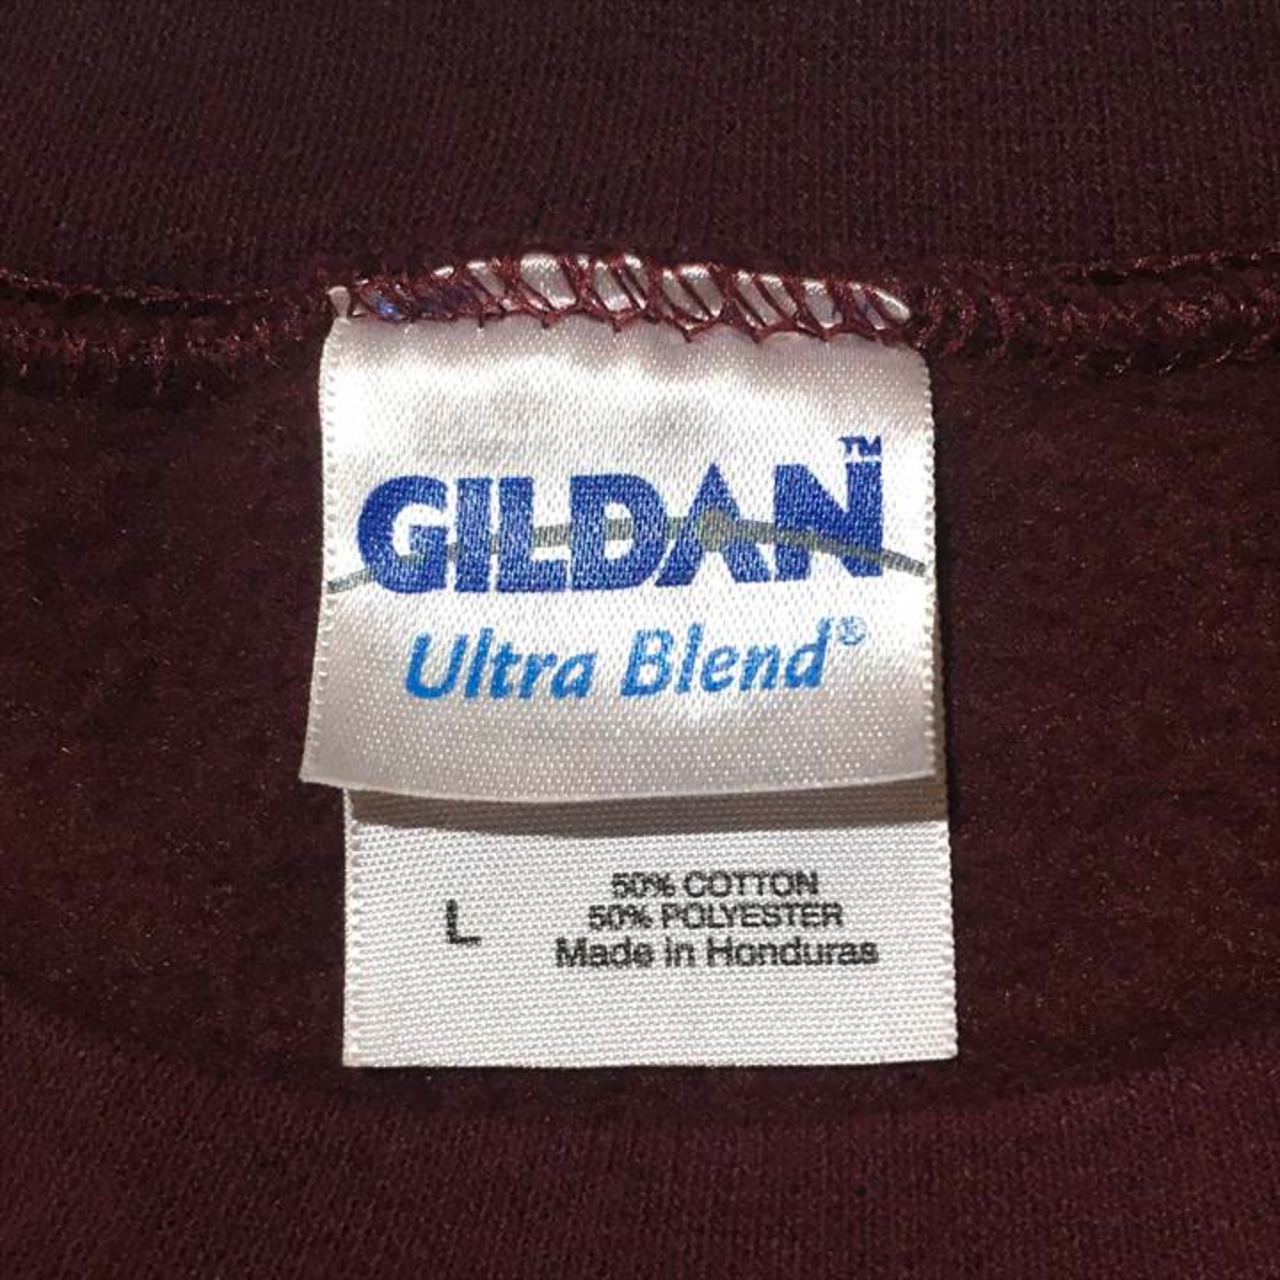 GILDAN™
Ultra Blend®
L
50% COTTON
50% POLYESTER
Made in Honduras